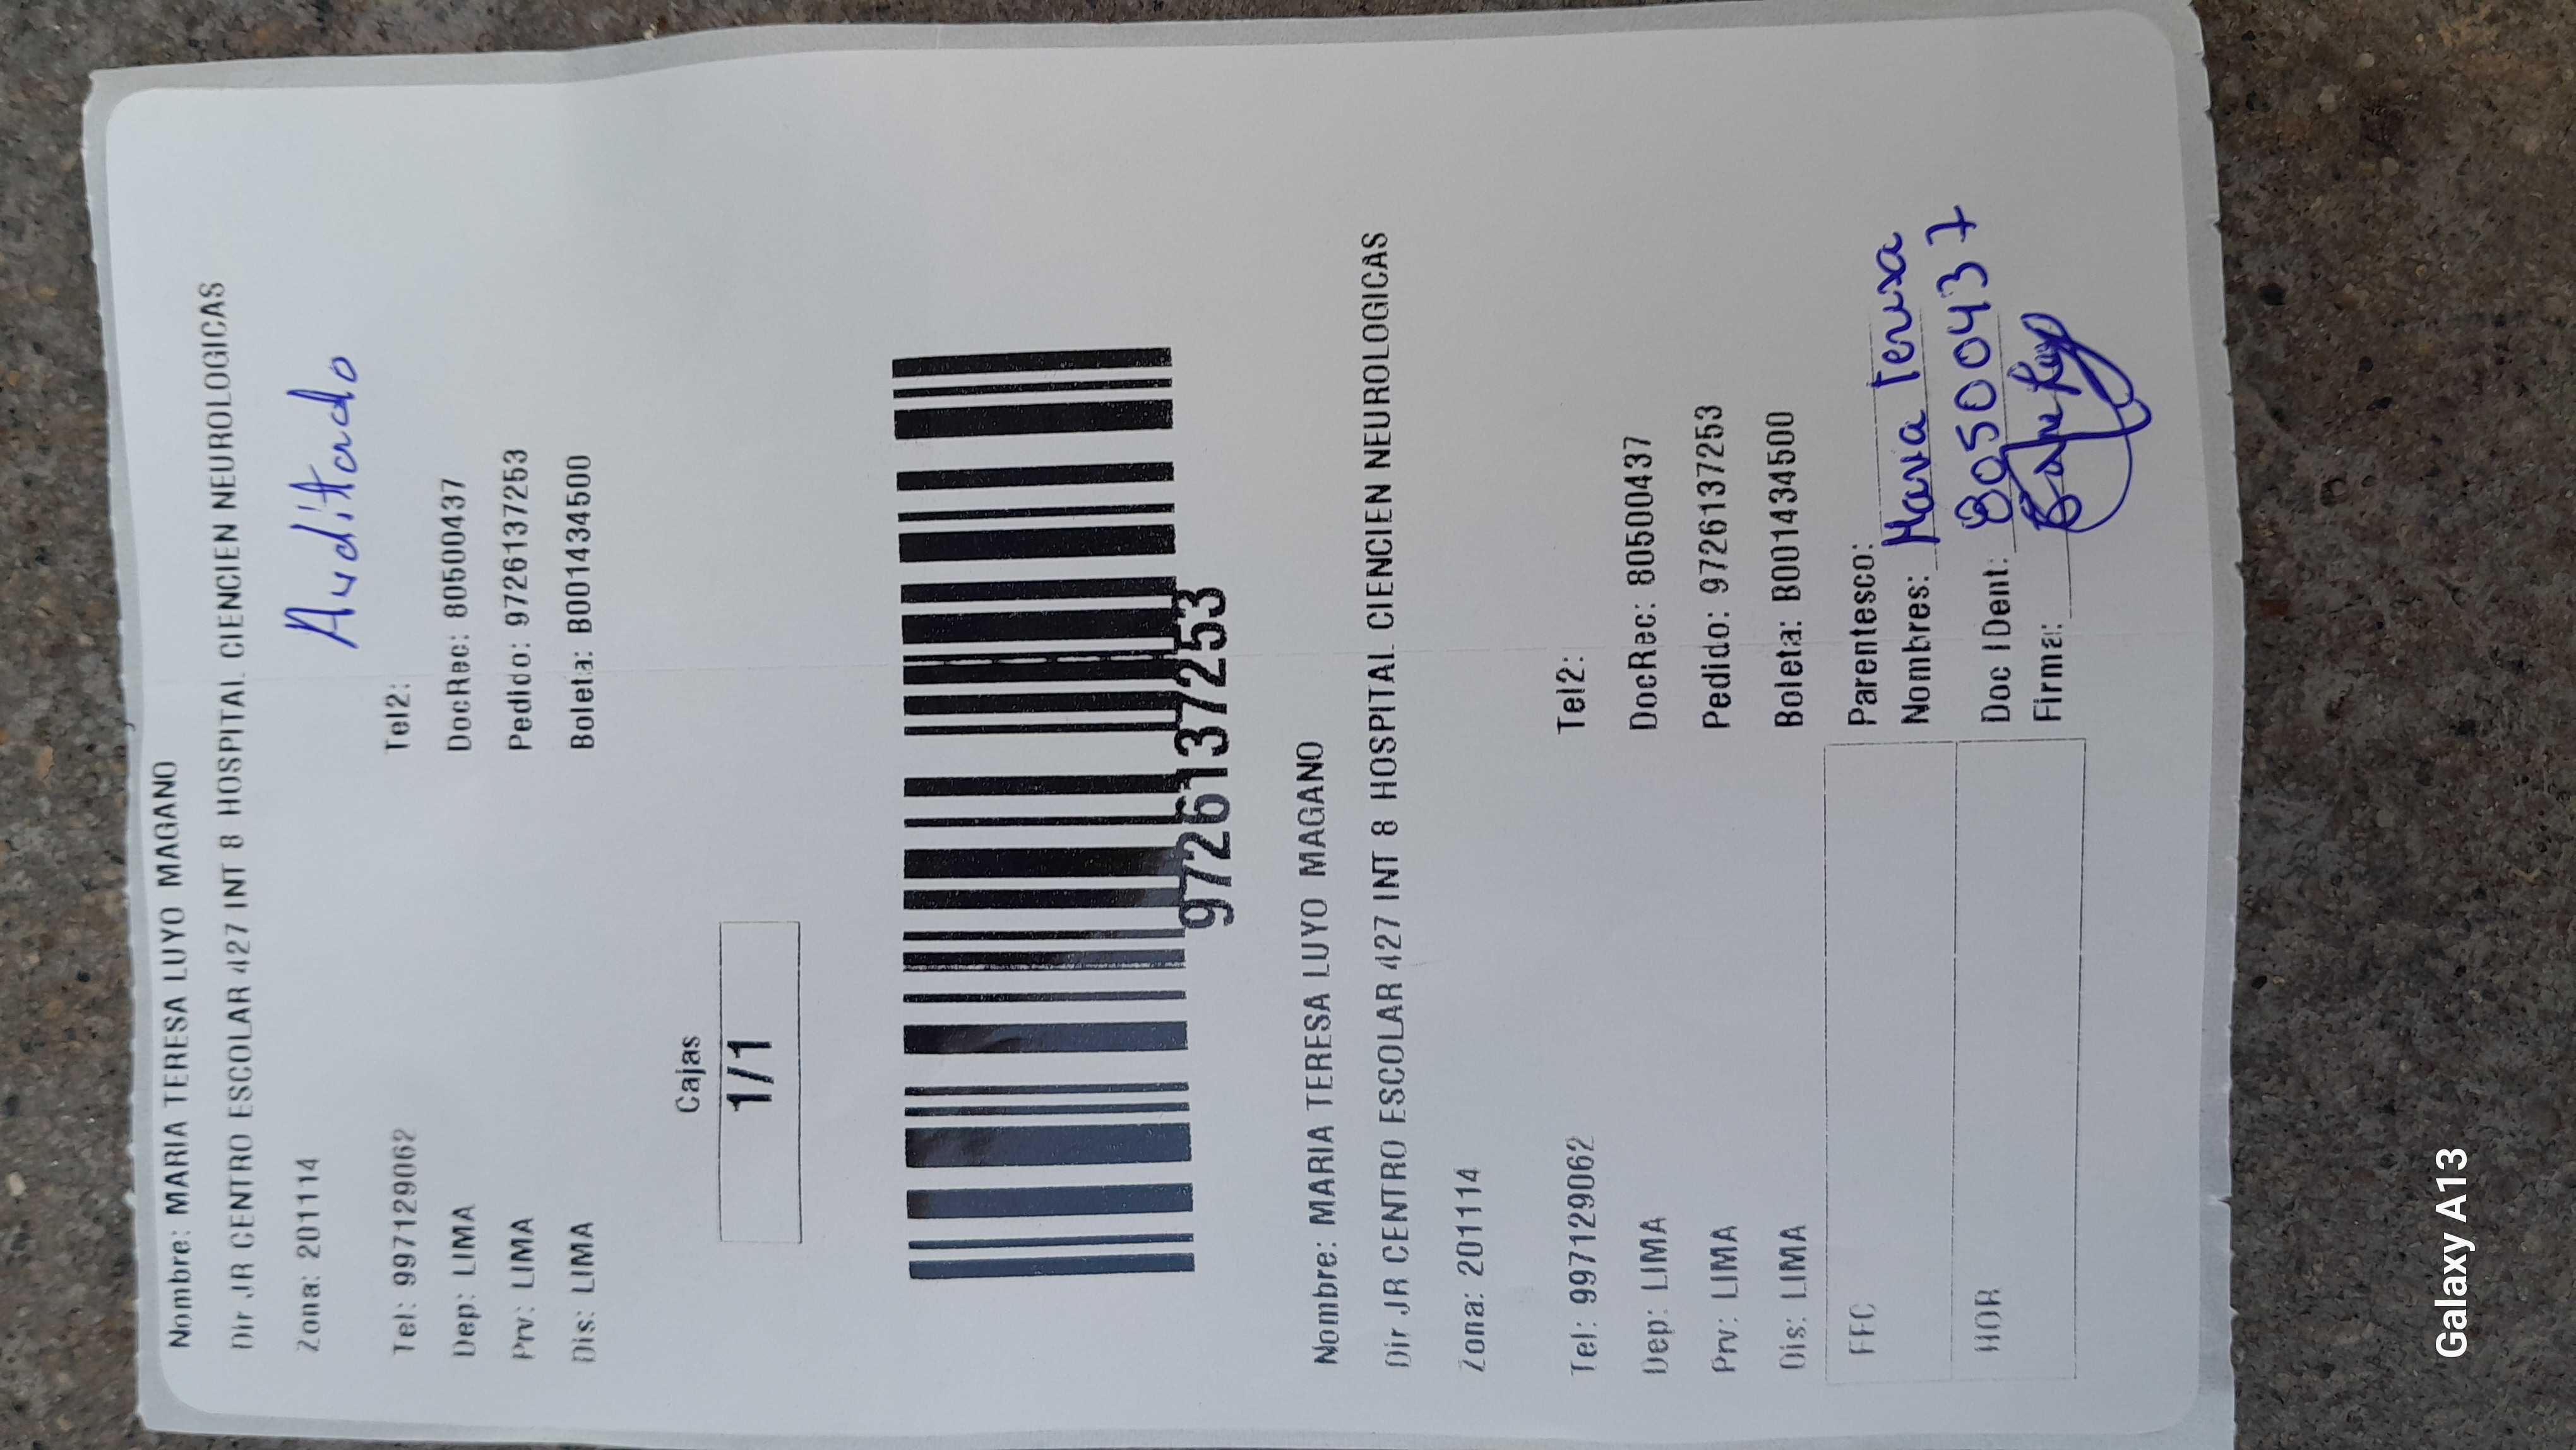 Nombre: MARIA TERESA LUYO MAGANO
Dir JR CENTRO ESCOLAR 427 INT 8 HOSPITAL CIENCIEN NEUROLOGICAS
Zona: 201114
Auditado
Tel: 997129062 Tel2:
Dep: LIMA DocRec: 80500437
Prv: LIMA Pedido: 97261137253
Dis: LIMA Boleta: B001434500
Cajas
1/1
9726137253
Nombre: MARIA TERESA LUYO MAGANO
Dir JR CENTRO ESCOLAR 427 INT 8 HOSPITAL CIENCIEN NEUROLOGICAS
Zona: 201114
Tel: 997129062 Tel2:
Dep: LIMA DocRec: 80500437
Prv: LIMA Pedido: 9726137253
Dis: LIMA Boleta: B001434500
FEC Parentesco:
Nombres: Maria Teresa
HOR Doc IDent: 80500437
Firma:
Galaxy A13